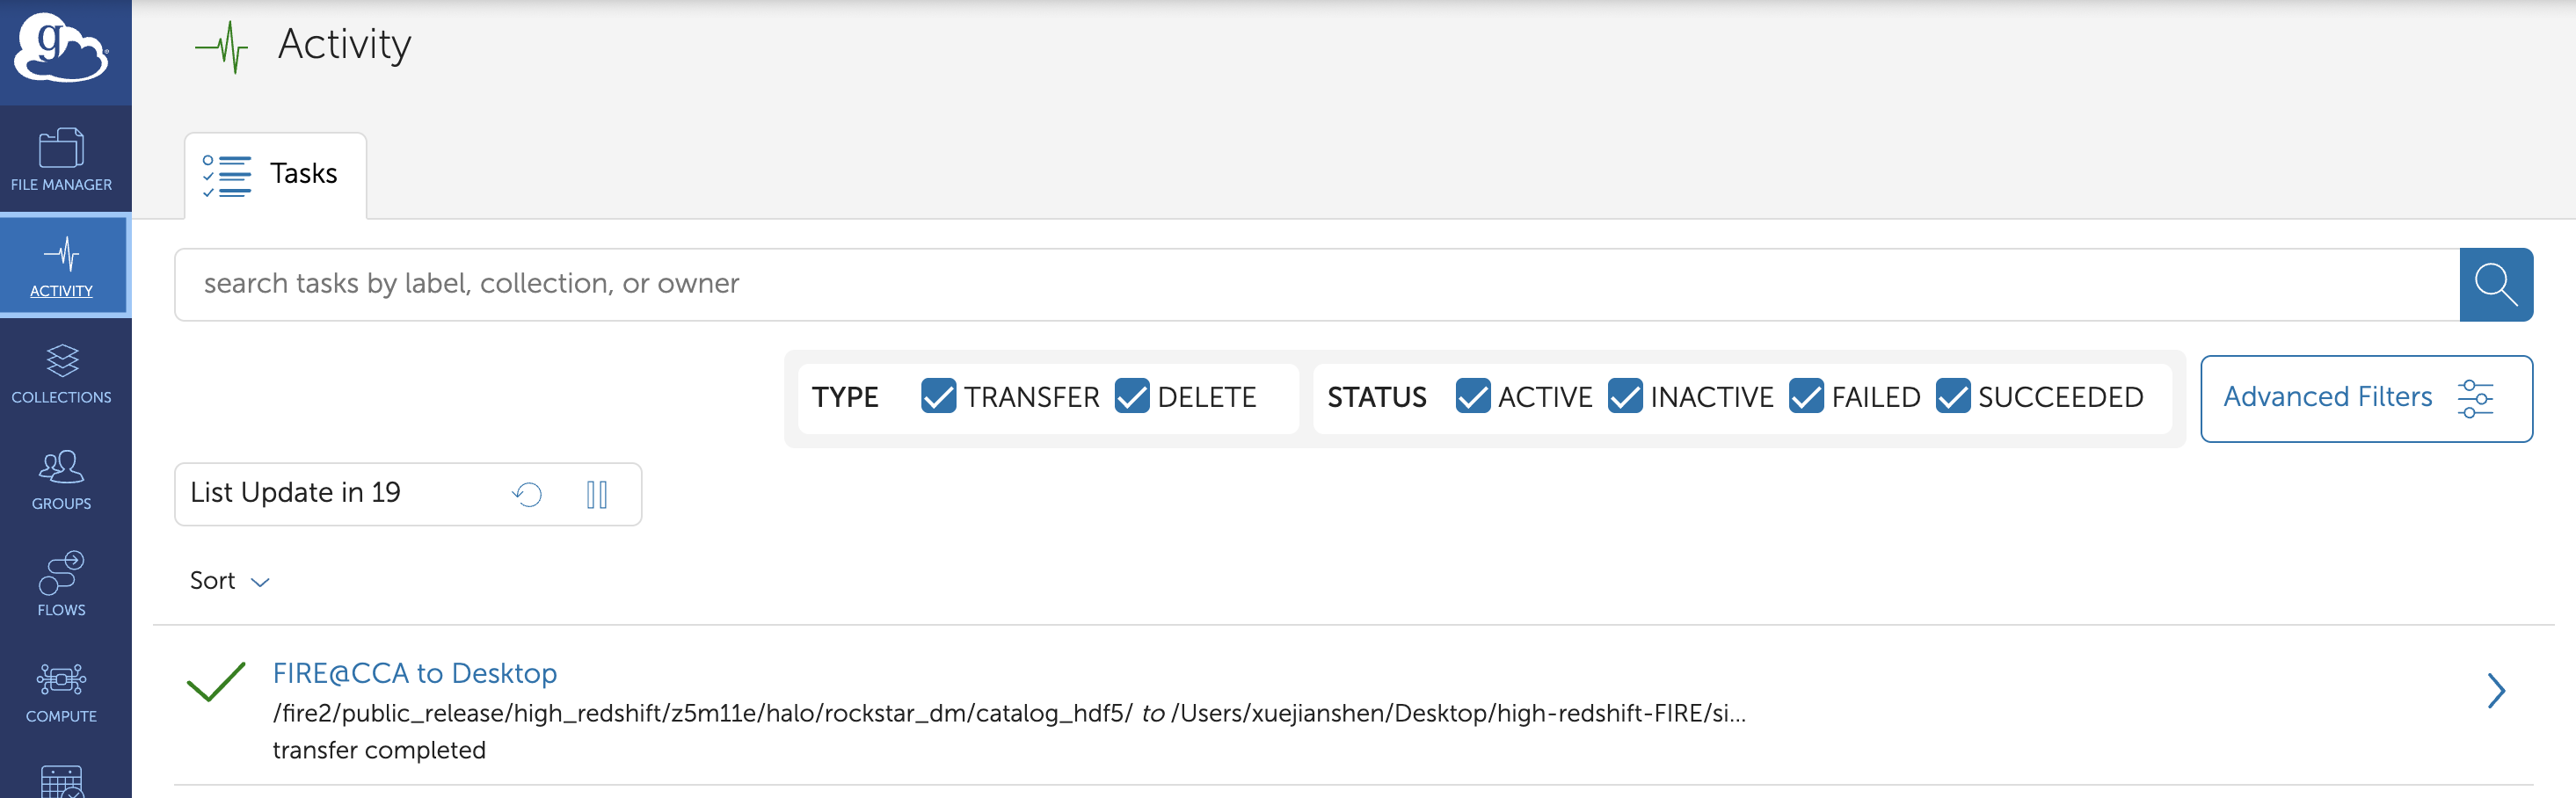 g
Activity
FILE MANAGER
Tasks
ACTIVITY
search tasks by label, collection, or owner
COLLECTIONS
TYPE TRANSFER DELETE STATUS ACTIVE INACTIVE FAILED SUCCEEDED Advanced Filters
GROUPS
List Update in 19
FLOWS
Sort
COMPUTE
FIRE@CCA to Desktop
/fire2/public_release/high_redshift/z5m11e/halo/rockstar_dm/catalog_hdf5/ to /Users/xuejianshen/Desktop/high-redshift-FIRE/si...
transfer completed